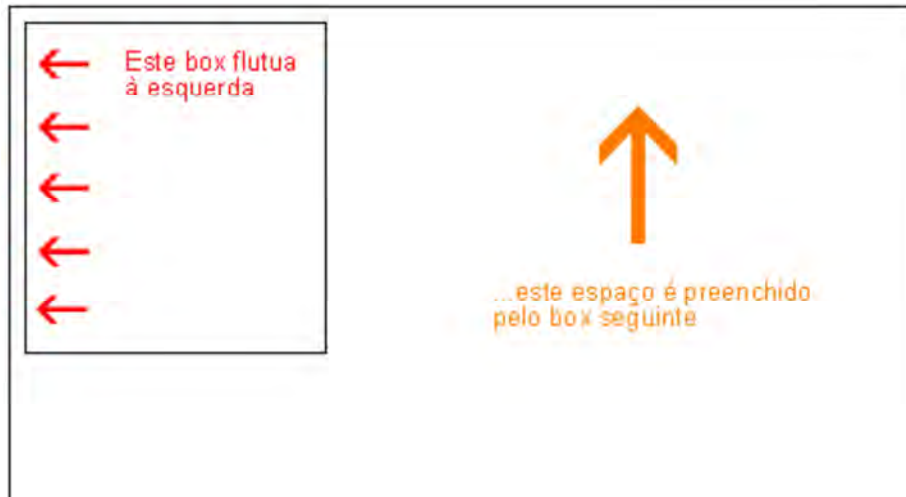 Este box flutua
à esquerda
...este espaço é preenchido
pelo box seguinte